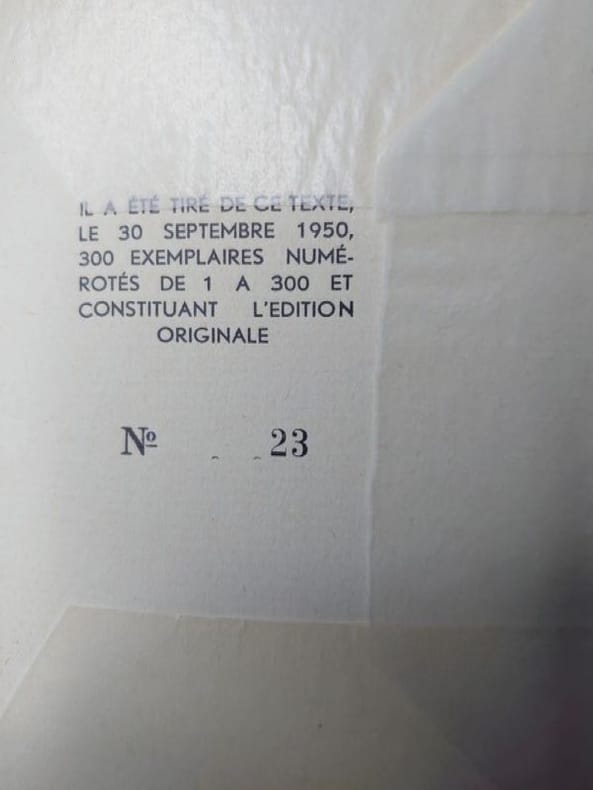 IL A ÉTÉ TIRÉ DE CE TEXTE,
LE 30 SEPTEMBRE 1950,
300 EXEMPLAIRES NUMÉ-
ROTÉS DE 1 A 300 ET
CONSTITUANT L'EDITION
ORIGINALE
Nº 23